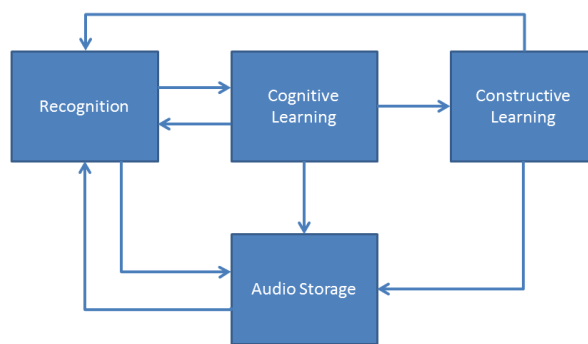 Recognition
Cognitive
Learning
Constructive
Learning
Audio Storage